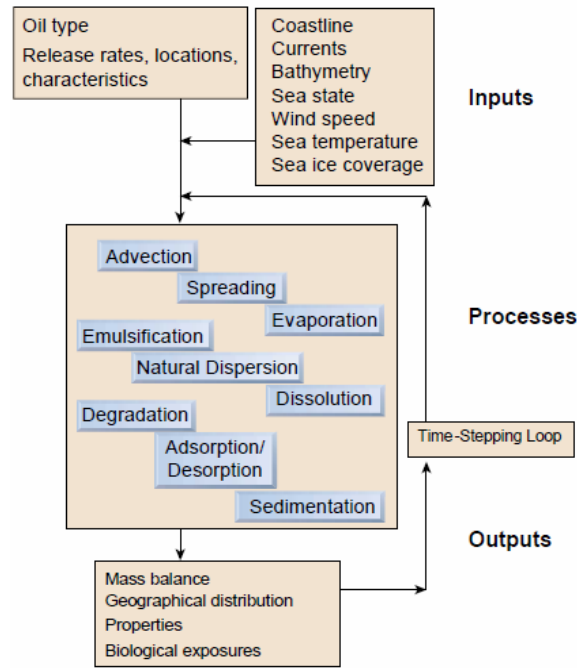 Oil type
Release rates, locations,
characteristics
Coastline
Currents
Bathymetry
Sea state
Wind speed
Sea temperature
Sea ice coverage
Inputs
Advection
Spreading
Evaporation
Emulsification
Natural Dispersion
Dissolution
Degradation
Adsorption/
Desorption
Sedimentation
Processes
Time-Stepping Loop
Outputs
Mass balance
Geographical distribution
Properties
Biological exposures